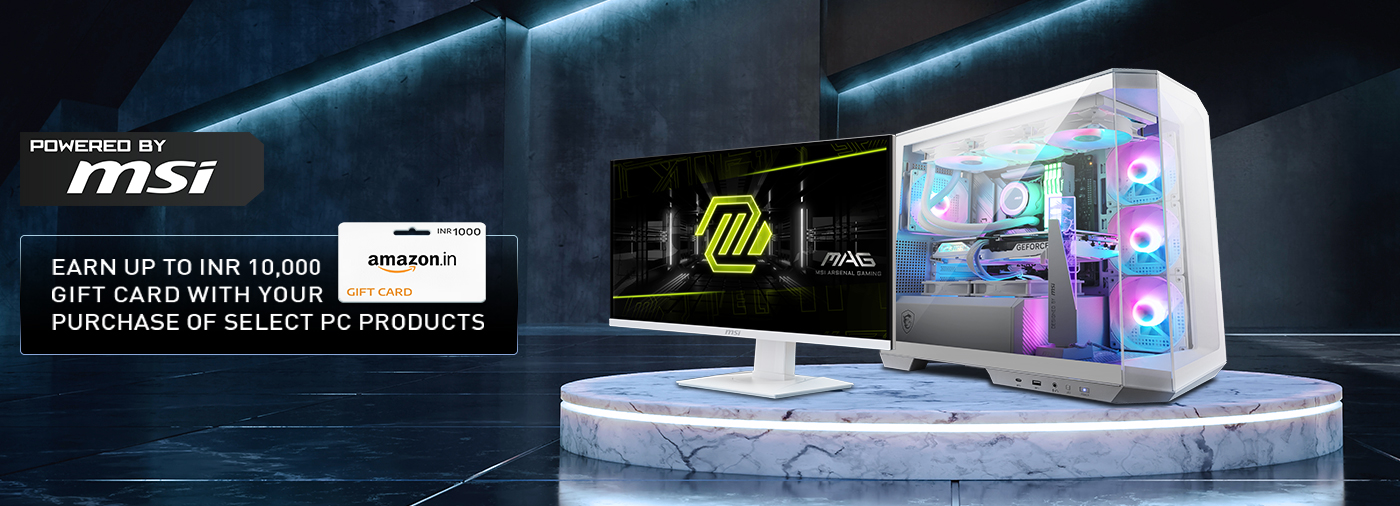 POWERED BY
msi
EARN UP TO INR 10,000
GIFT CARD WITH YOUR
PURCHASE OF SELECT PC PRODUCTS
INR1000
amazon.in
GIFT CARD
MAG
MSI ARSENAL GAMING
msi
GEFORCE